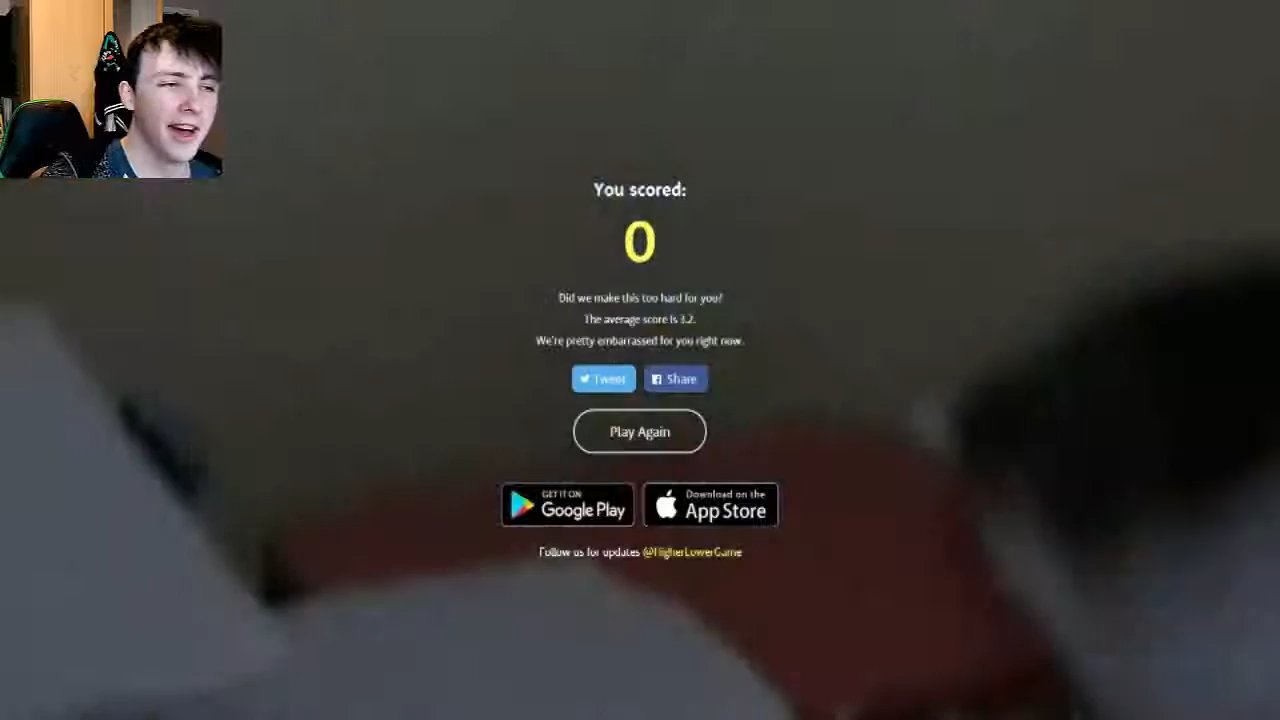 You scored:
0
Did we make this too hard for you?
The average score is 3.2.
We're pretty embarrassed for you right now.
Tweet
Share
Play Again
GET IT ON
Google Play
Download on the
App Store
Follow us for updates @HigherLowerGame